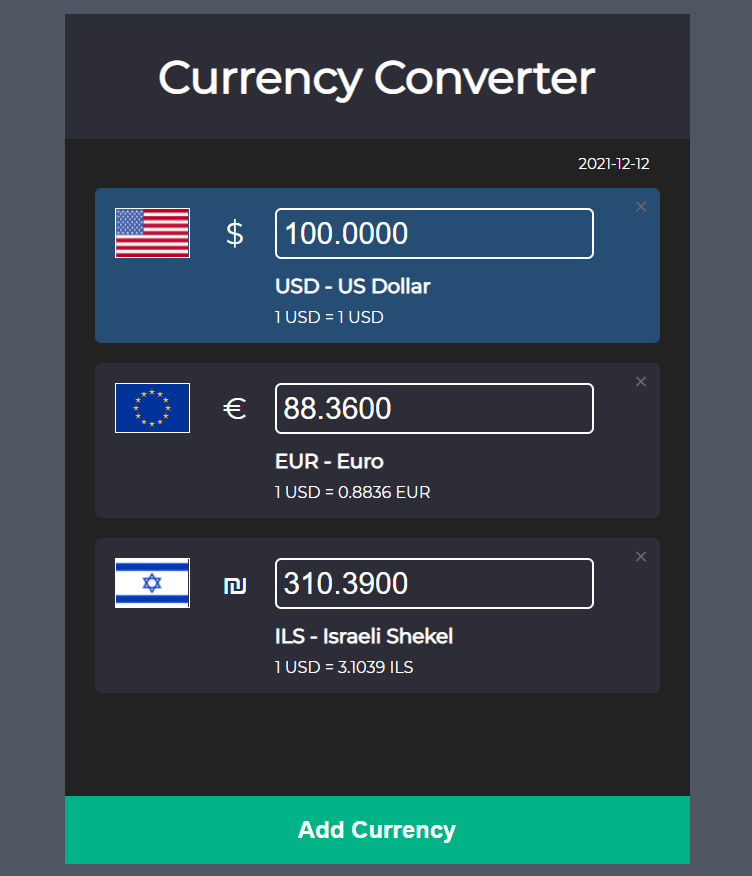 Currency Converter
2021-12-12
×
$ 100.0000
USD - US Dollar
1 USD = 1 USD
×
€ 88.3600
EUR - Euro
1 USD = 0.8836 EUR
×
₪ 310.3900
ILS - Israeli Shekel
1 USD = 3.1039 ILS
Add Currency